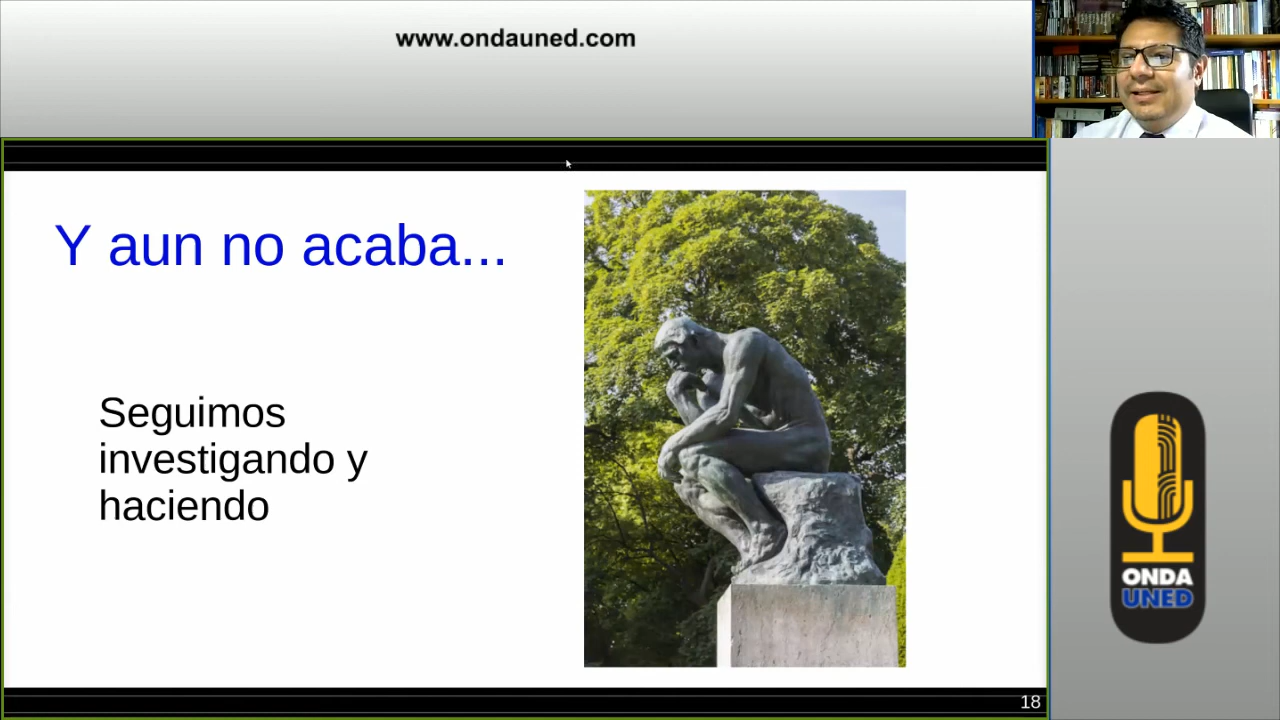 www.ondauned.com
Y aun no acaba...
Seguimos
investigando y
haciendo
ONDA
UNED
18